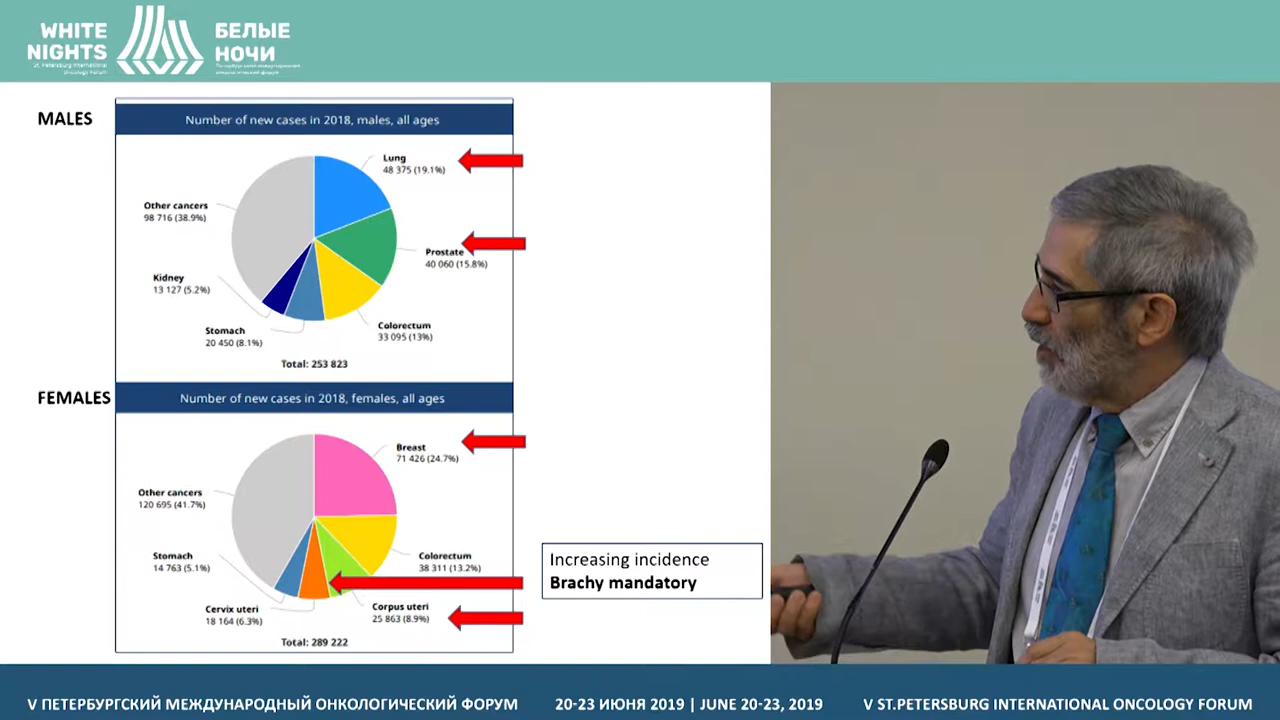 WHITE
NIGHTS
St. Petersburg International
Oncology Forum
БЕЛЫЕ
НОЧИ
MALES
Number of new cases in 2018, males, all ages
Lung
48 375 (19.1%)
Other cancers
98 716 (38.9%)
Prostate
40 060 (15.8%)
Kidney
13 127 (5.2%)
Stomach
20 450 (8.1%)
Colorectum
33 095 (13%)
Total: 253 823
FEMALES
Number of new cases in 2018, females, all ages
Breast
71 426 (24.7%)
Other cancers
120 695 (41.7%)
Stomach
14 763 (5.1%)
Colorectum
38 311 (13.2%)
Cervix uteri
18 164 (6.3%)
Corpus uteri
25 863 (8.9%)
Total: 289 222
Increasing incidence
Brachy mandatory
V ПЕТЕРБУРГСКИЙ МЕЖДУНАРОДНЫЙ ОНКОЛОГИЧЕСКИЙ ФОРУМ
20-23 ИЮНЯ 2019 | JUNE 20-23, 2019
V ST.PETERSBURG INTERNATIONAL ONCOLOGY FORUM